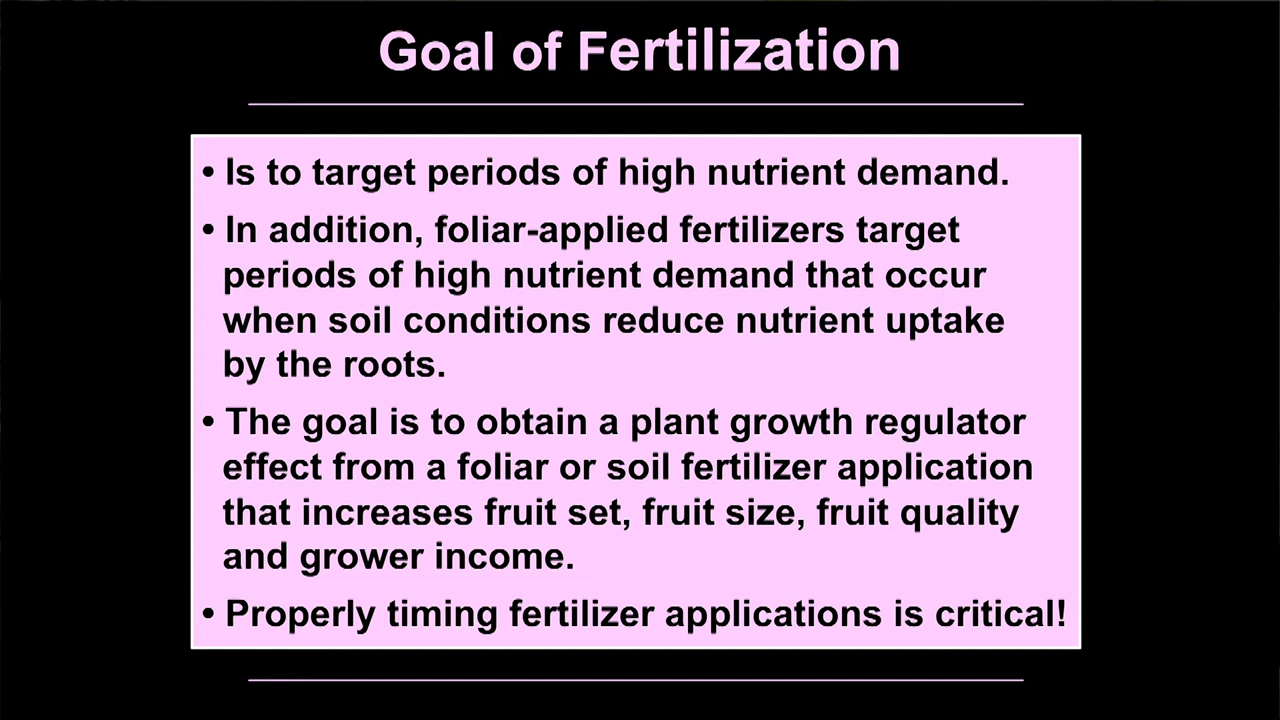 Goal of Fertilization
• Is to target periods of high nutrient demand.
• In addition, foliar-applied fertilizers target
periods of high nutrient demand that occur
when soil conditions reduce nutrient uptake
by the roots.
• The goal is to obtain a plant growth regulator
effect from a foliar or soil fertilizer application
that increases fruit set, fruit size, fruit quality
and grower income.
• Properly timing fertilizer applications is critical!